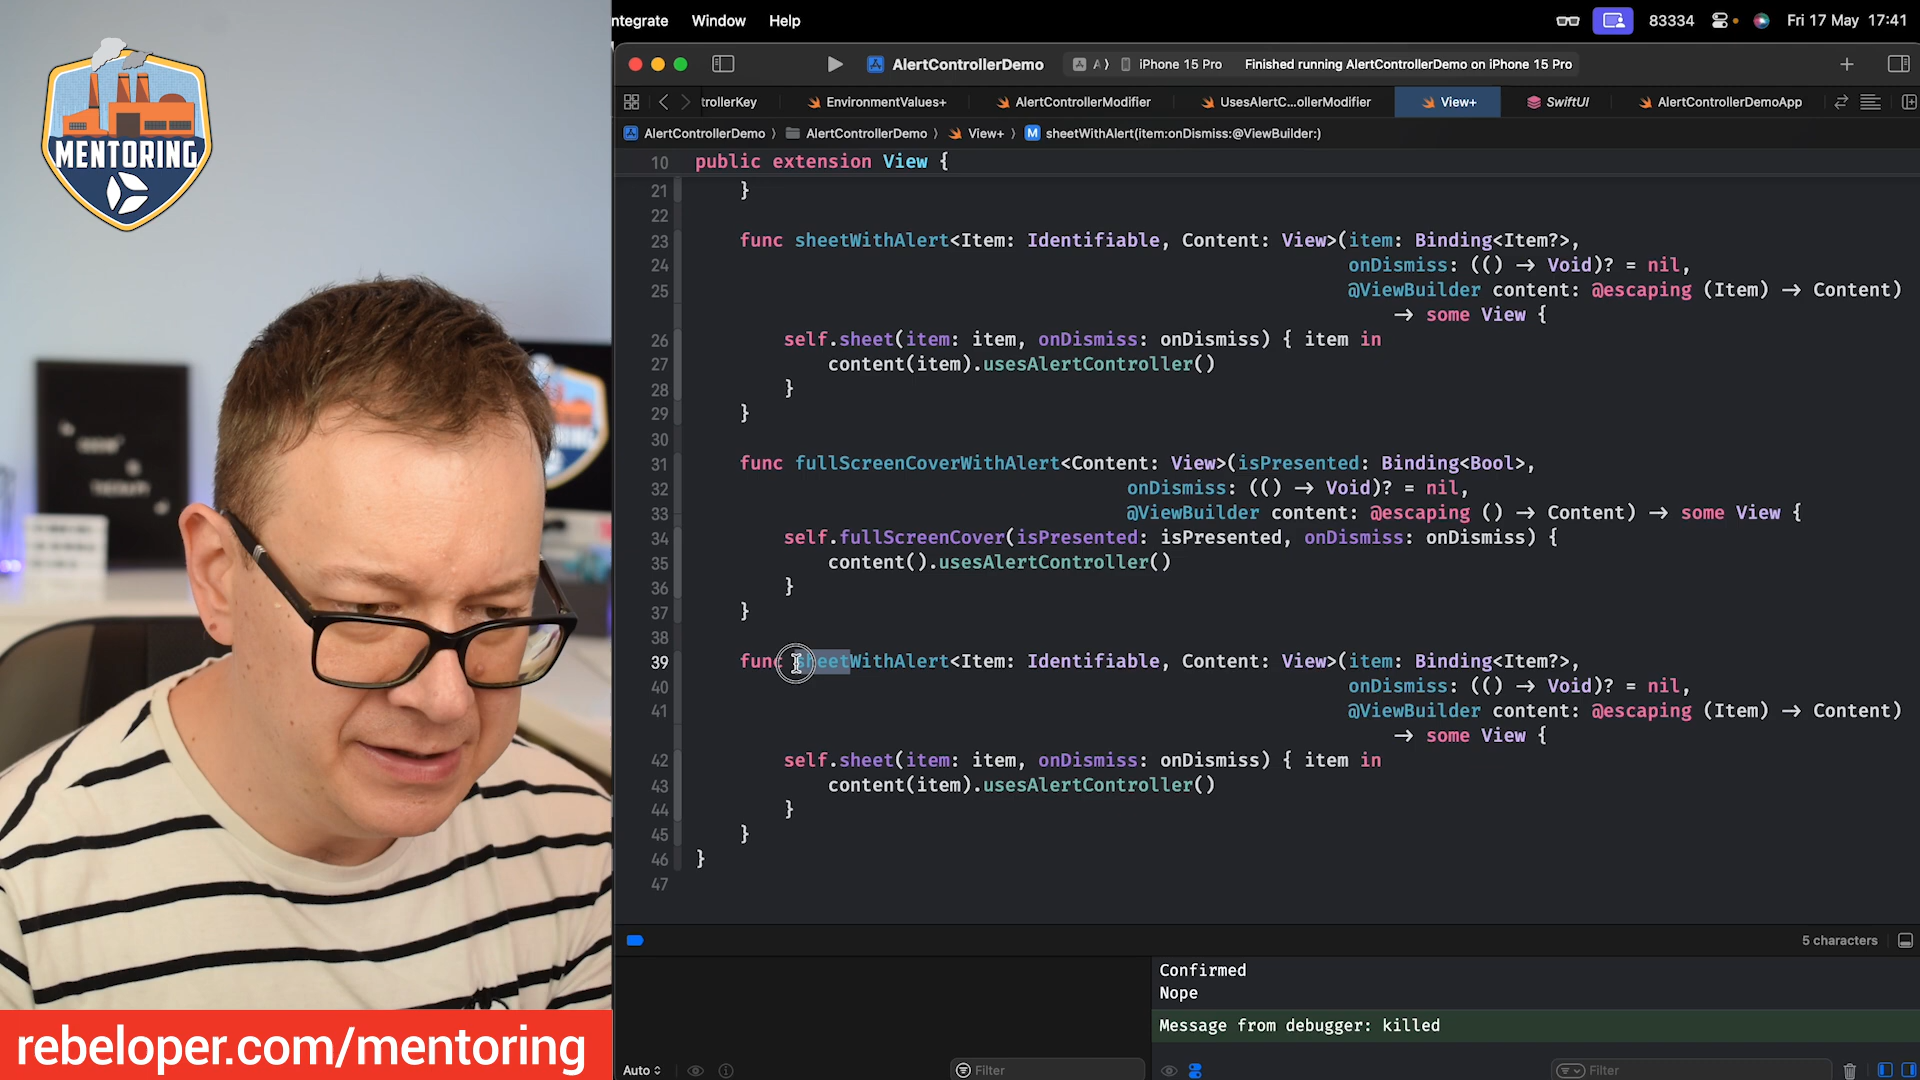 MENTORING
rebeloper.com/mentoring
ntegrate Window Help
83334 Fri 17 May 17:41
AlertControllerDemo
A ⟩ iPhone 15 Pro
Finished running AlertControllerDemo on iPhone 15 Pro
trollerKey
EnvironmentValues+
AlertControllerModifier
UsesAlertC...ollerModifier
View+
SwiftUI
AlertControllerDemoApp
AlertControllerDemo ⟩ AlertControllerDemo ⟩ View+ ⟩ M sheetWithAlert(item:onDismiss:@ViewBuilder:)
10 public extension View {
21 }
22
23 func sheetWithAlert<Item: Identifiable, Content: View>(item: Binding<Item?>,
24 onDismiss: (() -> Void)? = nil,
25 @ViewBuilder content: @escaping (Item) -> Content)
-> some View {
26 self.sheet(item: item, onDismiss: onDismiss) { item in
27 content(item).usesAlertController()
28 }
29 }
30
31 func fullScreenCoverWithAlert<Content: View>(isPresented: Binding<Bool>,
32 onDismiss: (() -> Void)? = nil,
33 @ViewBuilder content: @escaping () -> Content) -> some View {
34 self.fullScreenCover(isPresented: isPresented, onDismiss: onDismiss) {
35 content().usesAlertController()
36 }
37 }
38
39 func sheetWithAlert<Item: Identifiable, Content: View>(item: Binding<Item?>,
40 onDismiss: (() -> Void)? = nil,
41 @ViewBuilder content: @escaping (Item) -> Content)
-> some View {
42 self.sheet(item: item, onDismiss: onDismiss) { item in
43 content(item).usesAlertController()
44 }
45 }
46 }
47
5 characters
Confirmed
Nope
Message from debugger: killed
Auto
Filter
Filter